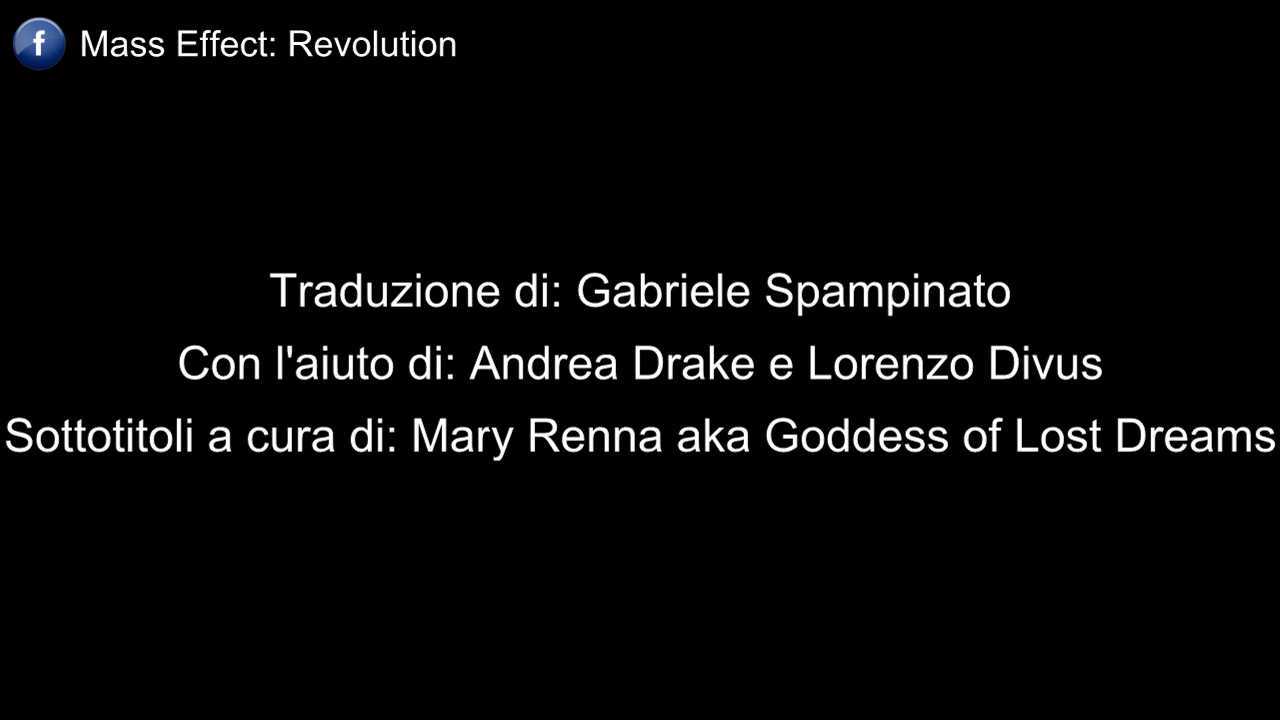 Mass Effect: Revolution
Traduzione di: Gabriele Spampinato
Con l'aiuto di: Andrea Drake e Lorenzo Divus
Sottotitoli a cura di: Mary Renna aka Goddess of Lost Dreams